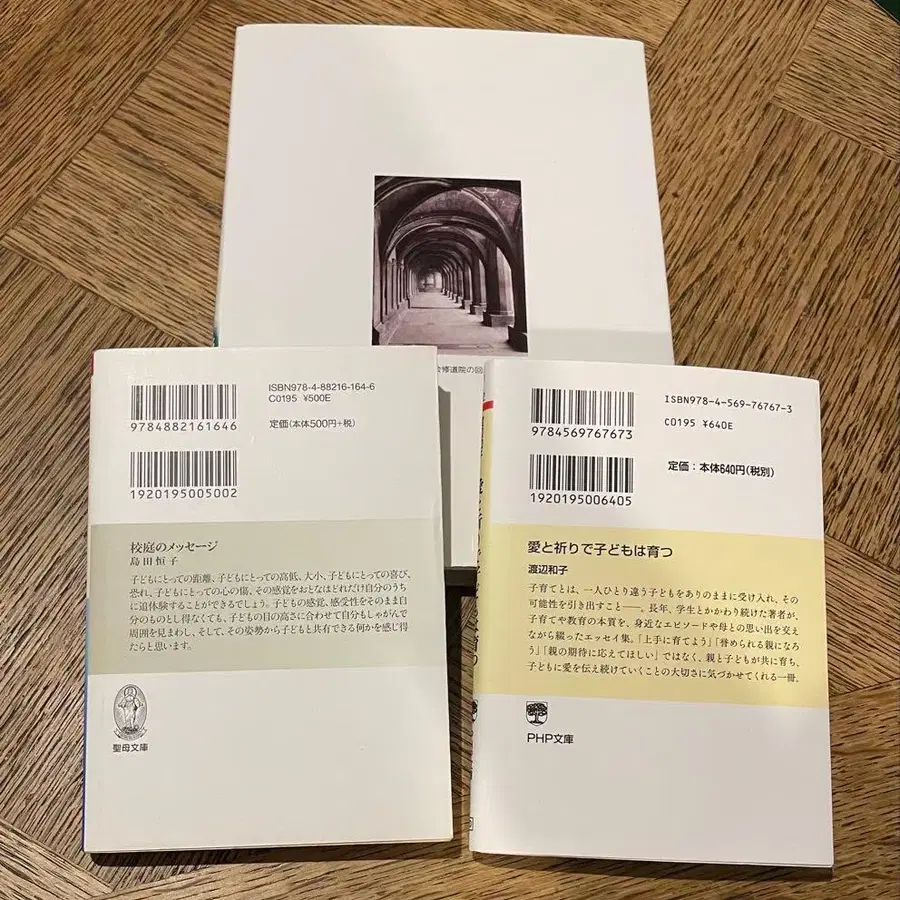 修道院の回
ISBN978-4-88216-164-6
C0195 ¥500E
定価(本体500円+税)
9784882161646
1920195005002
校庭のメッセージ
島田恒子
子どもにとっての距離、子どもにとっての高低、大小、子どもにとっての喜び、
恐れ、子どもにとっての心の傷、その感覚をおとなはどれだけ自分のうち
に追体験することができるでしょう。子どもの感覚、感受性をそのまま自
分のものとし得なくても、子どもの目の高さに合わせて自分もしゃがんで
周囲を見まわし、そして、その姿勢から子どもと共有できる何かを感じ得
たらと思います。
聖母文庫
ISBN978-4-569-76767-3
C0195 ¥640E
定価：本体640円(税別)
9784569767673
1920195006405
愛と祈りで子どもは育つ
渡辺和子
子育てとは、一人ひとり違う子どもをありのままに受け入れ、その
可能性を引き出すこと――。長年、学生とかかわり続けた著者が、
子育てや教育の本質を、身近なエピソードや母との思い出を交え
ながら綴ったエッセイ集。「上手に育てよう」「誉められる親になろ
う」「親の期待に応えてほしい」ではなく、親と子どもが共に育ち、
子どもに愛を伝え続けていくことの大切さに気づかせてくれる一冊。
PHP文庫